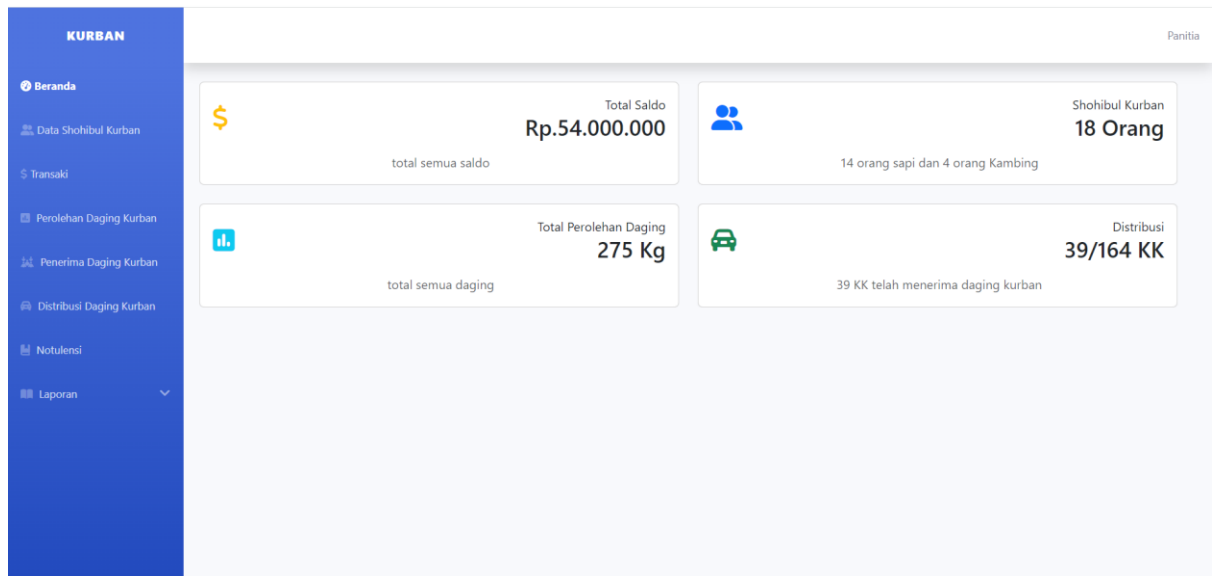 KURBAN
Panitia
Beranda
Data Shohibul Kurban
Transaki
Perolehan Daging Kurban
Penerima Daging Kurban
Distribusi Daging Kurban
Notulensi
Laporan
Total Saldo
Rp.54.000.000
total semua saldo
Shohibul Kurban
18 Orang
14 orang sapi dan 4 orang Kambing
Total Perolehan Daging
275 Kg
total semua daging
Distribusi
39/164 KK
39 KK telah menerima daging kurban